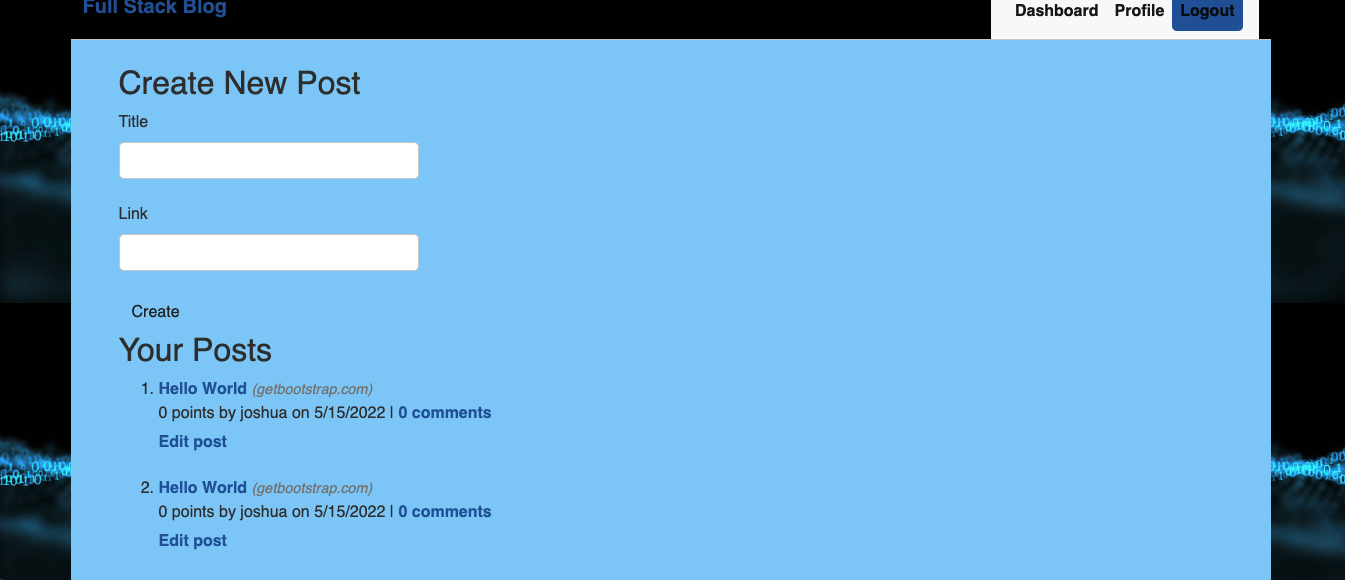 Full Stack Blog
Dashboard Profile Logout
Create New Post
Title
Link
Create
Your Posts
1. Hello World (getbootstrap.com)
0 points by joshua on 5/15/2022 | 0 comments
Edit post
2. Hello World (getbootstrap.com)
0 points by joshua on 5/15/2022 | 0 comments
Edit post